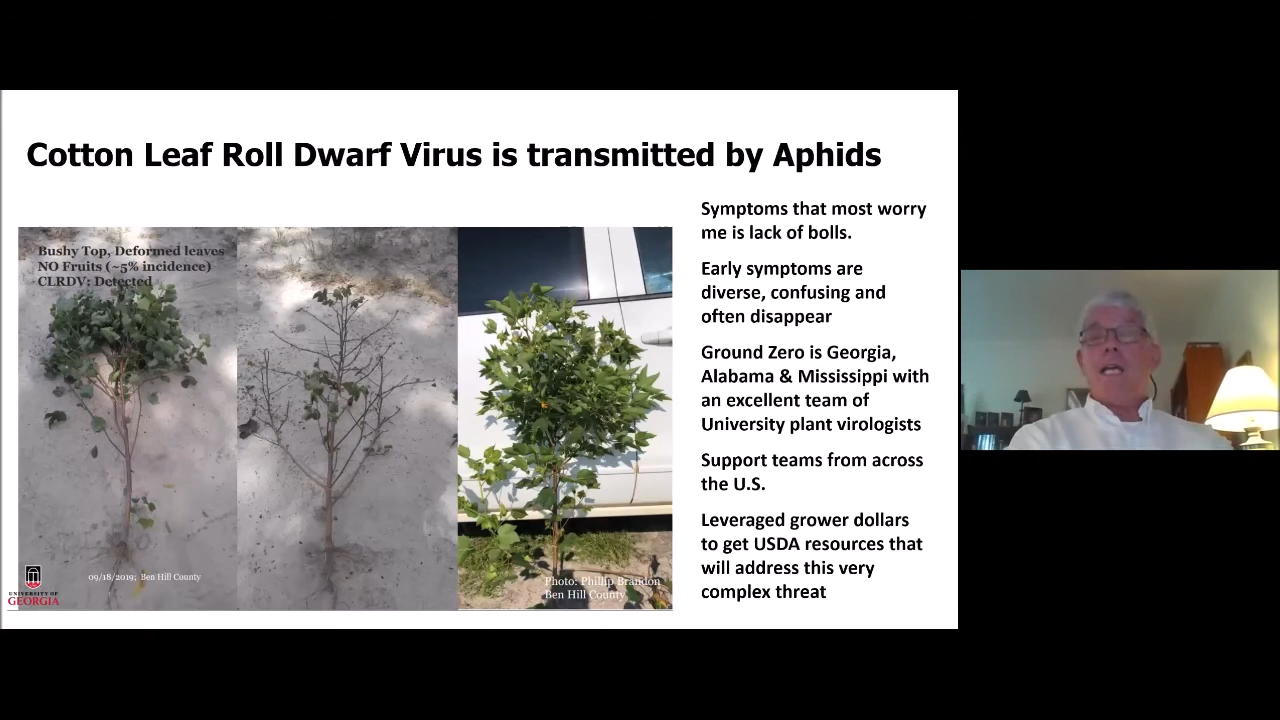 Cotton Leaf Roll Dwarf Virus is transmitted by Aphids
Bushy Top, Deformed leaves
NO Fruits (~5% incidence)
CLRDV: Detected
09/18/2019; Ben Hill County
UNIVERSITY OF
GEORGIA
Photo: Phillip Brandon
Ben Hill County
Symptoms that most worry
me is lack of bolls.
Early symptoms are
diverse, confusing and
often disappear
Ground Zero is Georgia,
Alabama & Mississippi with
an excellent team of
University plant virologists
Support teams from across
the U.S.
Leveraged grower dollars
to get USDA resources that
will address this very
complex threat